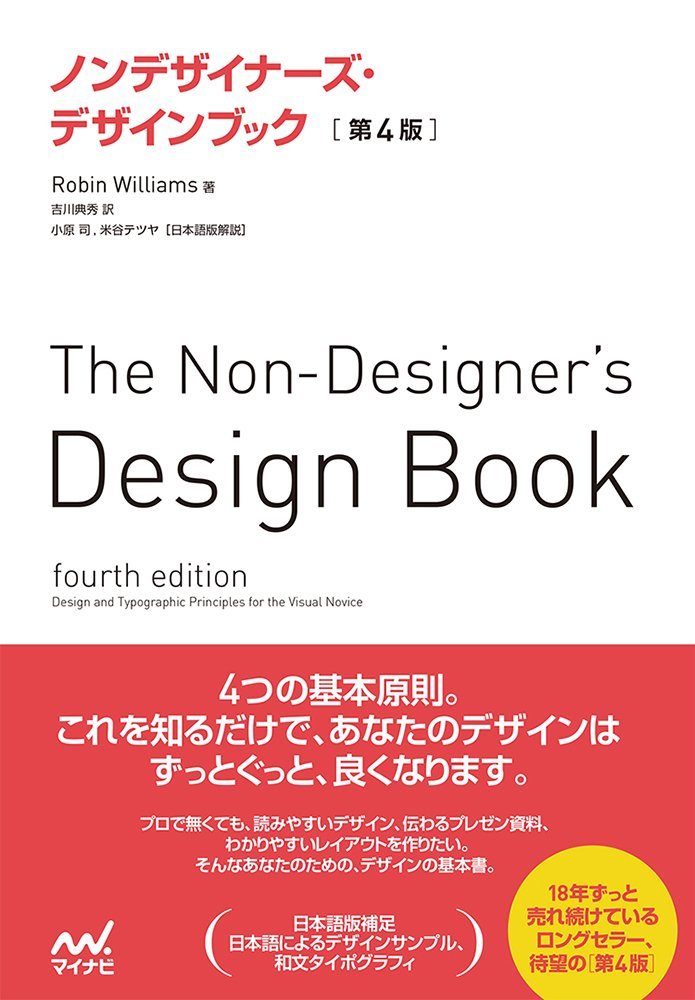 ノンデザイナーズ・
デザインブック [第4版]
Robin Williams 著
吉川典秀 訳
小原 司, 米谷テツヤ [日本語版解説]
The Non-Designer's
Design Book
fourth edition
Design and Typographic Principles for the Visual Novice
4つの基本原則。
これを知るだけで、あなたのデザインは
ずっとぐっと、良くなります。
プロで無くても、読みやすいデザイン、伝わるプレゼン資料、
わかりやすいレイアウトを作りたい。
そんなあなたのための、デザインの基本書。
日本語版補足
日本語によるデザインサンプル、
和文タイポグラフィ
マイナビ
18年ずっと
売れ続けている
ロングセラー、
待望の[第4版]